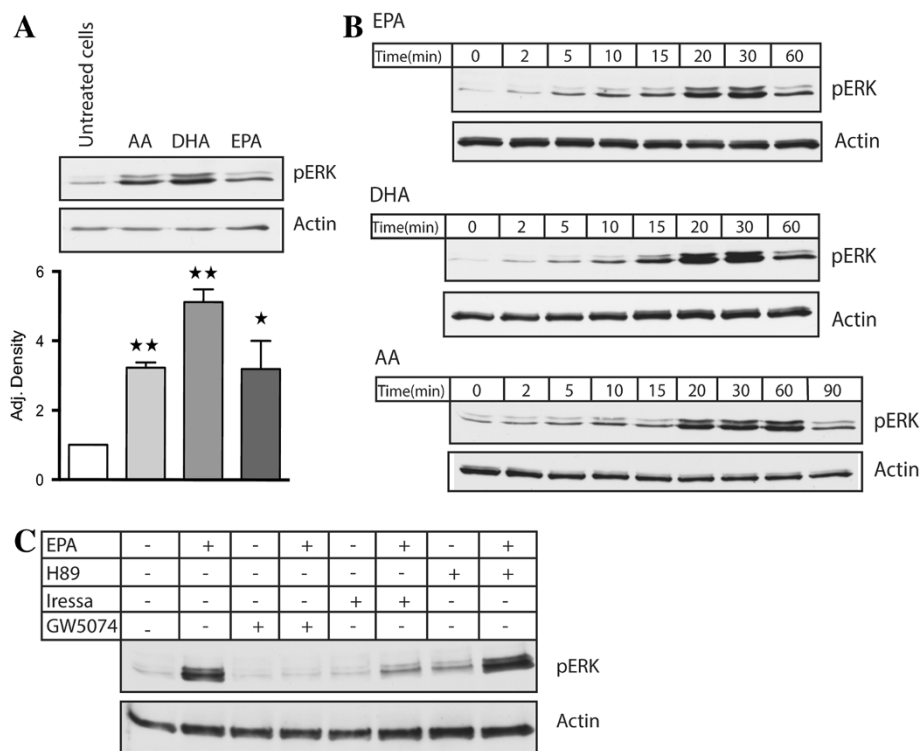 A
Untreated cells
AA DHA EPA
pERK
Actin
6
4
2
0
Adj. Density
★★
★★
★
B
EPA
Time(min) 0 2 5 10 15 20 30 60
pERK
Actin
DHA
Time(min) 0 2 5 10 15 20 30 60
pERK
Actin
AA
Time(min) 0 2 5 10 15 20 30 60 90
pERK
Actin
C
EPA - + - + - + - +
H89 - - - - - - + +
Iressa - - - - + + - -
GW5074 - - + + - - - -
pERK
Actin